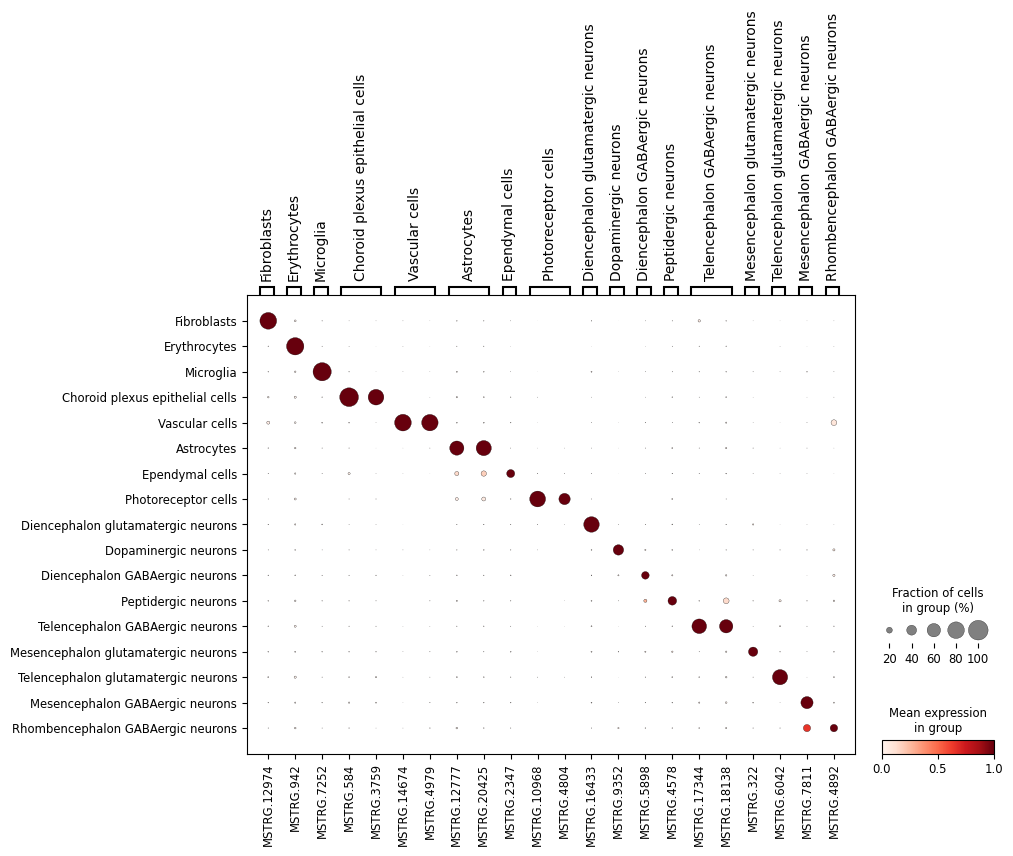 Fibroblasts
Erythrocytes
Microglia
Choroid plexus epithelial cells
Vascular cells
Astrocytes
Ependymal cells
Photoreceptor cells
Diencephalon glutamatergic neurons
Dopaminergic neurons
Diencephalon GABAergic neurons
Peptidergic neurons
Telencephalon GABAergic neurons
Mesencephalon glutamatergic neurons
Telencephalon glutamatergic neurons
Mesencephalon GABAergic neurons
Rhombencephalon GABAergic neurons
Fibroblasts
Erythrocytes
Microglia
Choroid plexus epithelial cells
Vascular cells
Astrocytes
Ependymal cells
Photoreceptor cells
Diencephalon glutamatergic neurons
Dopaminergic neurons
Diencephalon GABAergic neurons
Peptidergic neurons
Telencephalon GABAergic neurons
Mesencephalon glutamatergic neurons
Telencephalon glutamatergic neurons
Mesencephalon GABAergic neurons
Rhombencephalon GABAergic neurons
MSTRG.12974
MSTRG.942
MSTRG.7252
MSTRG.584
MSTRG.3759
MSTRG.14674
MSTRG.4979
MSTRG.12777
MSTRG.20425
MSTRG.2347
MSTRG.10968
MSTRG.4804
MSTRG.16433
MSTRG.9352
MSTRG.5898
MSTRG.4578
MSTRG.17344
MSTRG.18138
MSTRG.322
MSTRG.6042
MSTRG.7811
MSTRG.4892
Fraction of cells
in group (%)
20 40 60 80 100
Mean expression
in group
0.0 0.5 1.0